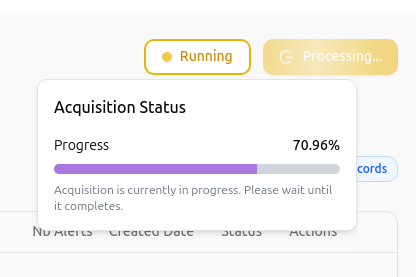 Running
Processing...
Acquisition Status
Progress
70.96%
cords
Acquisition is currently in progress. Please wait until
it completes.
Nb Alerts
Created Date
Status
Actions